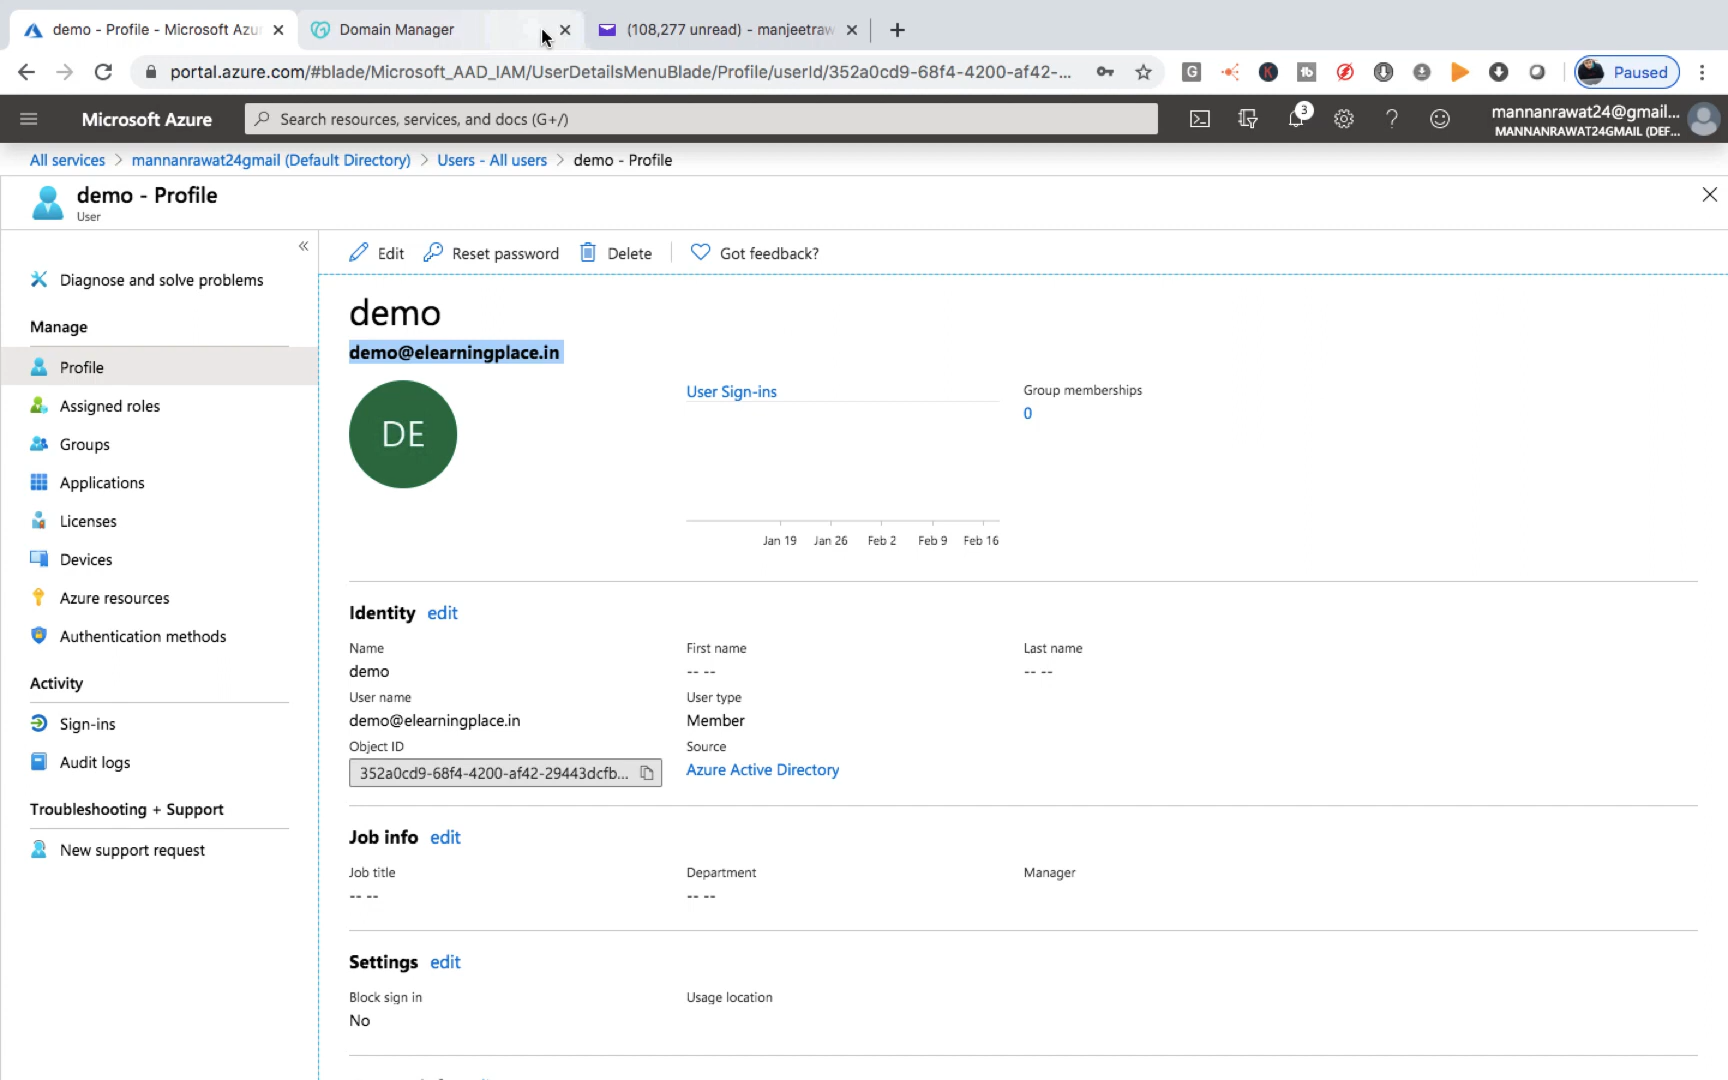 demo - Profile - Microsoft Azu
Domain Manager
(108,277 unread) - manjeetraw
portal.azure.com/#blade/Microsoft_AAD_IAM/UserDetailsMenuBlade/Profile/userId/352a0cd9-68f4-4200-af42-...
Paused
Microsoft Azure
Search resources, services, and docs (G+/)
3
mannanrawat24@gmail...
MANNANRAWAT24GMAIL (DEF...
All services > mannanrawat24gmail (Default Directory) > Users - All users > demo - Profile
demo - Profile
User
Diagnose and solve problems
Manage
Profile
Assigned roles
Groups
Applications
Licenses
Devices
Azure resources
Authentication methods
Activity
Sign-ins
Audit logs
Troubleshooting + Support
New support request
Edit
Reset password
Delete
Got feedback?
demo
demo@elearningplace.in
DE
User Sign-ins
Jan 19 Jan 26 Feb 2 Feb 9 Feb 16
Group memberships
0
Identity edit
Name First name Last name
demo -- -- -- --
User name User type
demo@elearningplace.in Member
Object ID Source
352a0cd9-68f4-4200-af42-29443dcfb... Azure Active Directory
Job info edit
Job title Department Manager
-- -- -- --
Settings edit
Block sign in Usage location
No